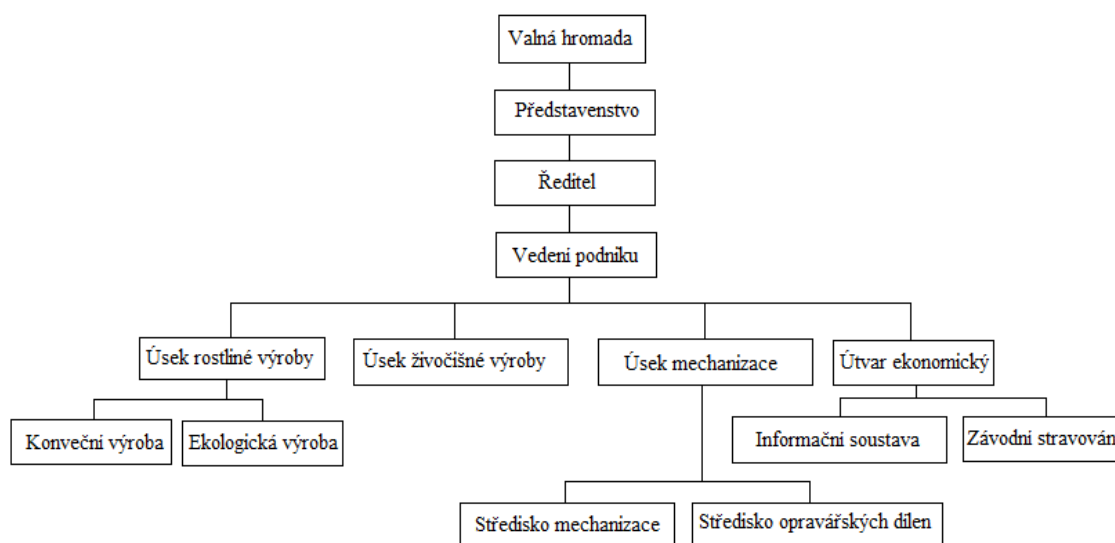 Valná hromada
Představenstvo
Ředitel
Vedení podniku
Úsek rostliné výroby
Úsek živočišné výroby
Úsek mechanizace
Útvar ekonomický
Konveční výroba
Ekologická výroba
Informační soustava
Závodní stravován
Středisko mechanizace
Středisko opravářských dílen